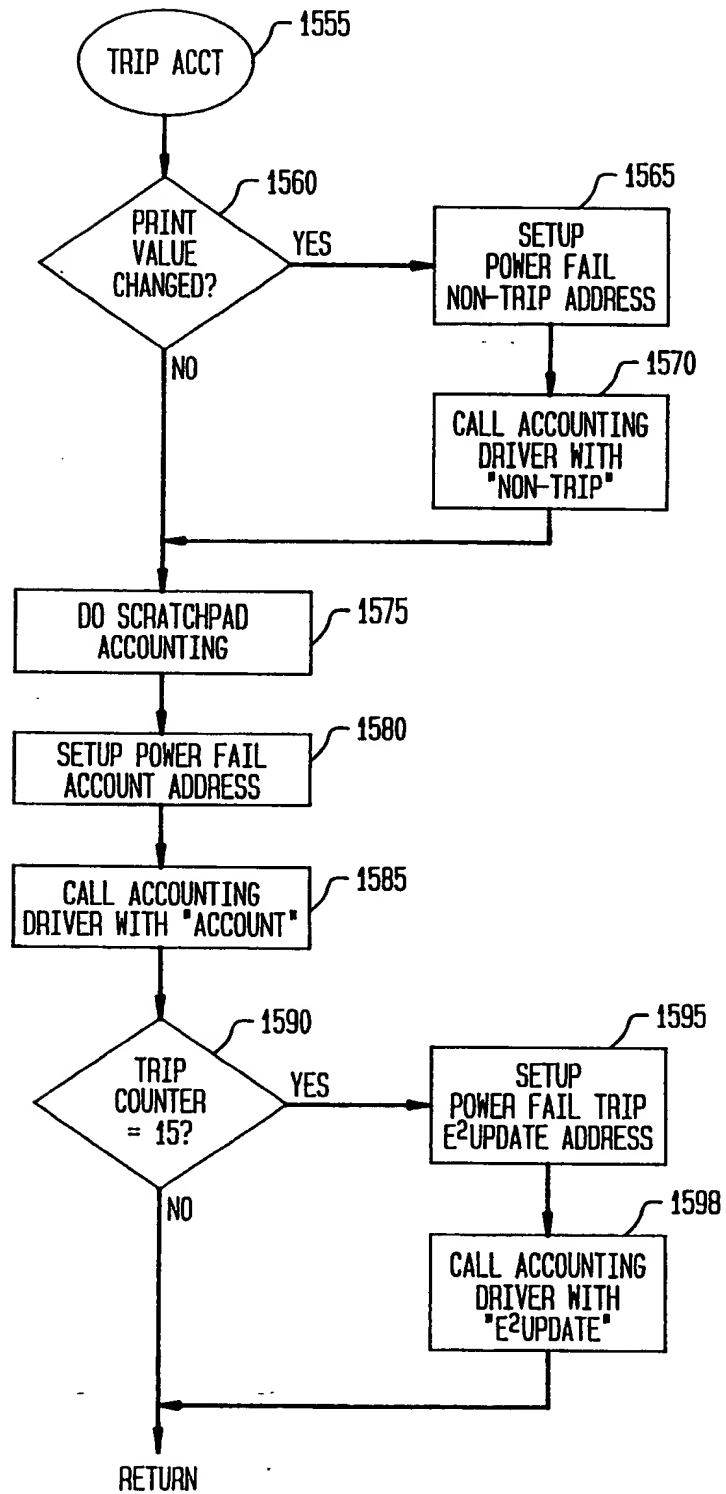 1555
TRIP ACCT
1560
PRINT
VALUE
CHANGED?
YES
NO
1565
SETUP
POWER FAIL
NON-TRIP ADDRESS
1570
CALL ACCOUNTING
DRIVER WITH
"NON-TRIP"
DO SCRATCHPAD
ACCOUNTING
1575
SETUP POWER FAIL
ACCOUNT ADDRESS
1580
CALL ACCOUNTING
DRIVER WITH "ACCOUNT"
1585
1590
TRIP
COUNTER
= 15?
YES
NO
1595
SETUP
POWER FAIL TRIP
E²UPDATE ADDRESS
1598
CALL ACCOUNTING
DRIVER WITH
"E²UPDATE"
RETURN